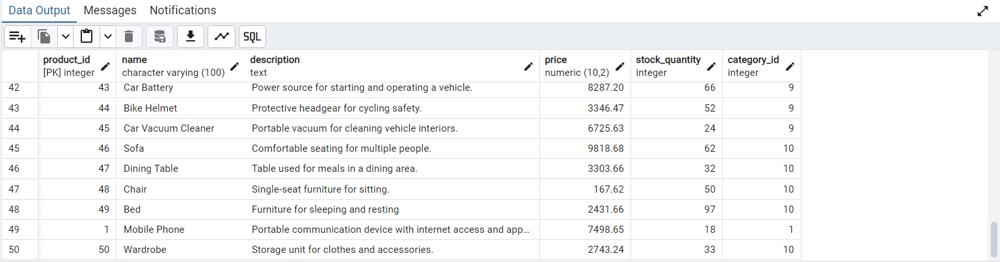 Data Output Messages Notifications
SQL
product_id name description price stock_quantity category_id
[PK] integer character varying (100) text numeric (10,2) integer integer
42 43 Car Battery Power source for starting and operating a vehicle. 8287.20 66 9
43 44 Bike Helmet Protective headgear for cycling safety. 3346.47 52 9
44 45 Car Vacuum Cleaner Portable vacuum for cleaning vehicle interiors. 6725.63 24 9
45 46 Sofa Comfortable seating for multiple people. 9818.68 62 10
46 47 Dining Table Table used for meals in a dining area. 3303.66 32 10
47 48 Chair Single-seat furniture for sitting. 167.62 50 10
48 49 Bed Furniture for sleeping and resting 2431.66 97 10
49 1 Mobile Phone Portable communication device with internet access and app... 7498.65 18 1
50 50 Wardrobe Storage unit for clothes and accessories. 2743.24 33 10